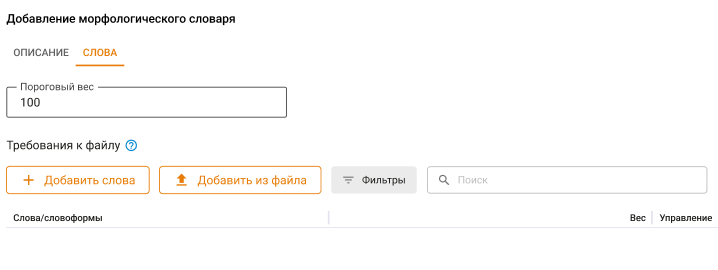 Добавление морфологического словаря
ОПИСАНИЕ СЛОВА
Пороговый вес
100
Требования к файлу
Добавить слова Добавить из файла Фильтры Поиск
Слова/словоформы Вес Управление